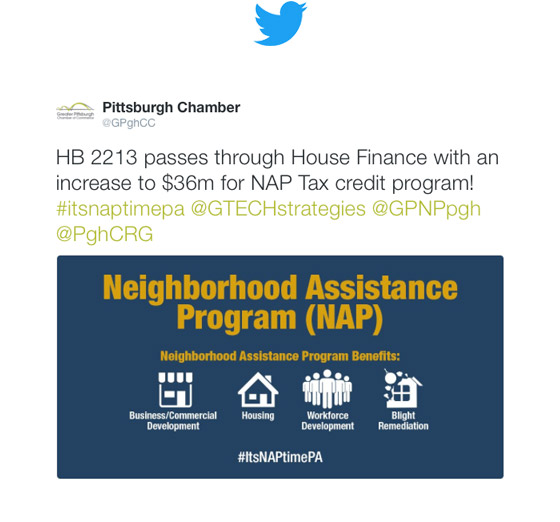 Greater Pittsburgh
Chamber of Commerce
Pittsburgh Chamber
@GPghCC
HB 2213 passes through House Finance with an
increase to $36m for NAP Tax credit program!
#itsnaptimepa @GTECHstrategies @GPNPpgh
@PghCRG
Neighborhood Assistance
Program (NAP)
Neighborhood Assistance Program Benefits:
Business/Commercial
Development
Housing
Workforce
Development
Blight
Remediation
#ItsNAPtimePA